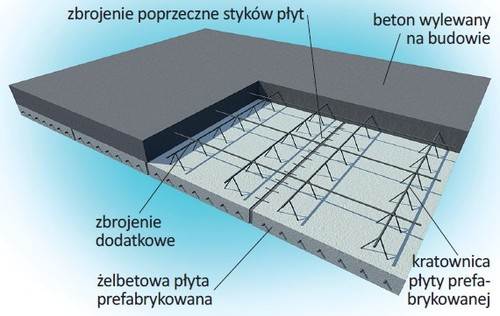 zbrojenie poprzeczne styków płyt
beton wylewany
na budowie
zbrojenie
dodatkowe
żelbetowa płyta
prefabrykowana
kratownica
płyty prefa-
brykowanej